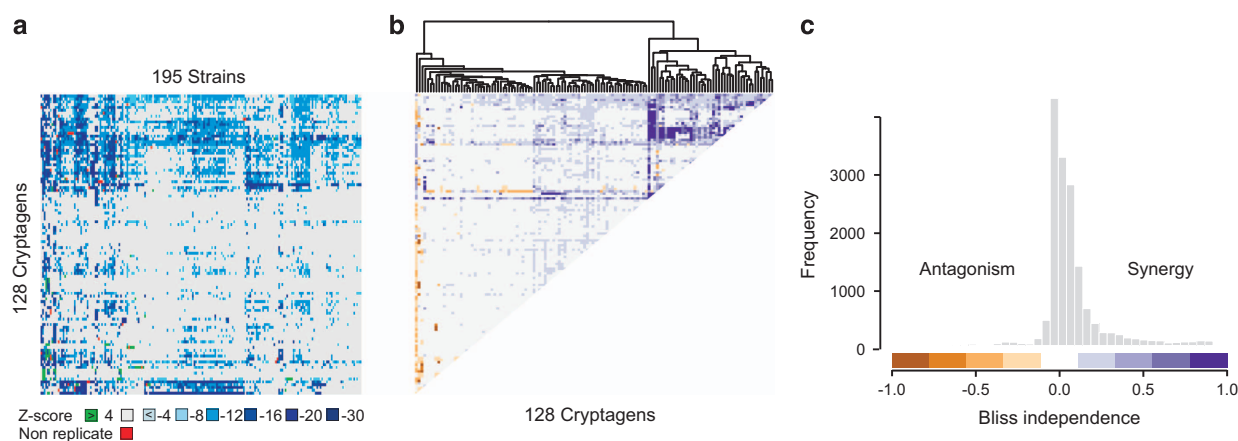 a
195 Strains
128 Cryptagens
Z-score > 4 < -4 -8 -12 -16 -20 -30
Non replicate
b
128 Cryptagens
c
Frequency
3000
2000
1000
0
Antagonism
Synergy
-1.0 -0.5 0.0 0.5 1.0
Bliss independence